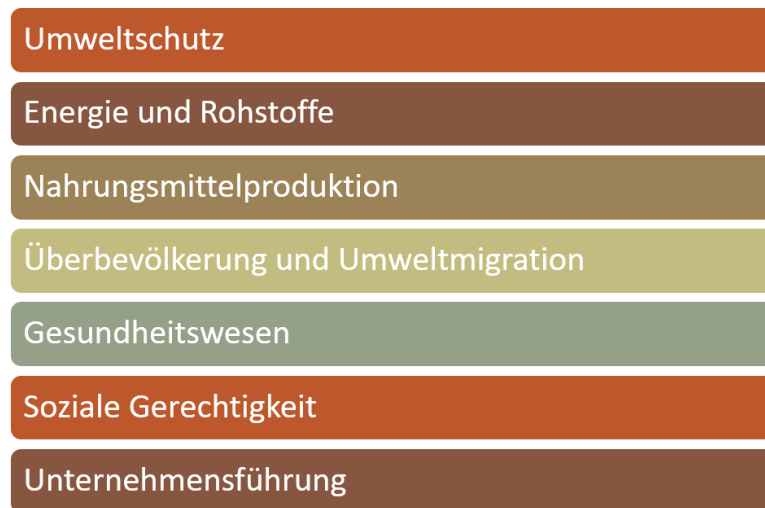 Umweltschutz
Energie und Rohstoffe
Nahrungsmittelproduktion
Überbevölkerung und Umweltmigration
Gesundheitswesen
Soziale Gerechtigkeit
Unternehmensführung